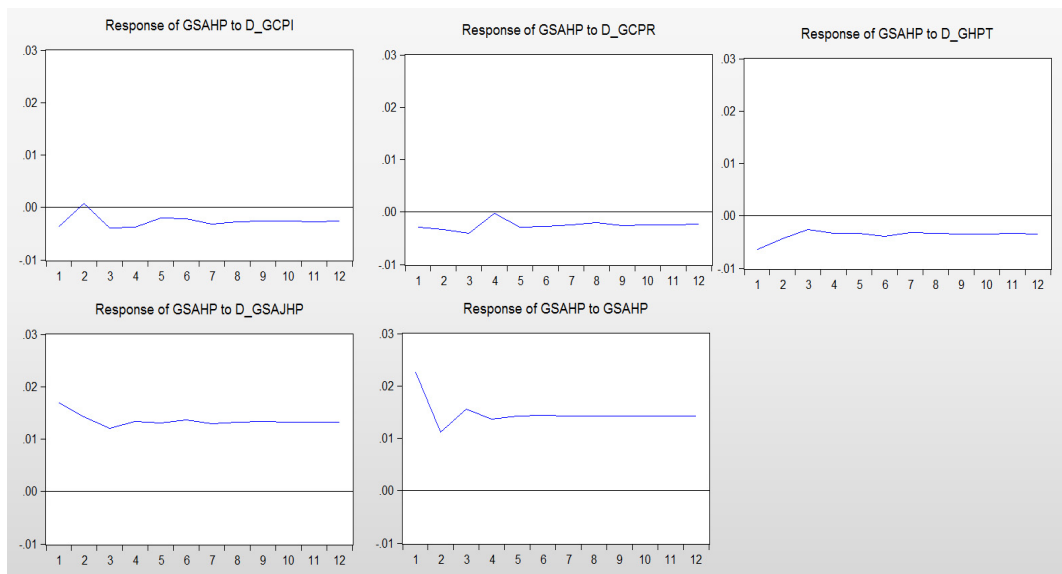 Response of GSAHP to D_GCPI
.03
.02
.01
.00
-.01
1 2 3 4 5 6 7 8 9 10 11 12
Response of GSAHP to D_GCPR
.03
.02
.01
.00
-.01
1 2 3 4 5 6 7 8 9 10 11 12
Response of GSAHP to D_GHPT
.03
.02
.01
.00
-.01
1 2 3 4 5 6 7 8 9 10 11 12
Response of GSAHP to D_GSAJHP
.03
.02
.01
.00
-.01
1 2 3 4 5 6 7 8 9 10 11 12
Response of GSAHP to GSAHP
.03
.02
.01
.00
-.01
1 2 3 4 5 6 7 8 9 10 11 12